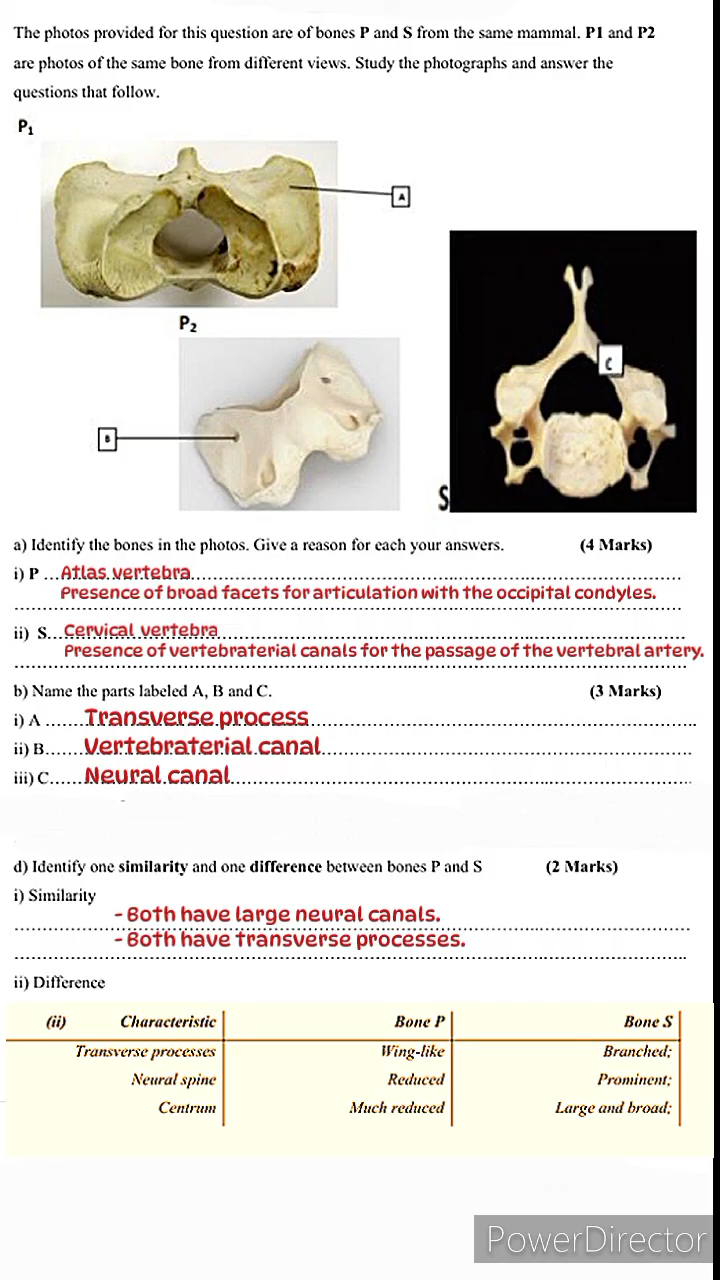 The photos provided for this question are of bones P and S from the same mammal. P1 and P2
are photos of the same bone from different views. Study the photographs and answer the
questions that follow.
P1
A
P2
C
B
S
a) Identify the bones in the photos. Give a reason for each your answers. (4 Marks)
i) P ...Atlas vertebra
Presence of broad facets for articulation with the occipital condyles.
ii) S.. Cervical vertebra
Presence of vertebraterial canals for the passage of the vertebral artery.
b) Name the parts labeled A, B and C. (3 Marks)
i) A ......Transverse process
ii) B......Vertebraterial canal
iii) C.....Neural canal
d) Identify one similarity and one difference between bones P and S (2 Marks)
i) Similarity
- Both have large neural canals.
- Both have transverse processes.
ii) Difference
(ii) Characteristic Bone P Bone S
Transverse processes Wing-like Branched;
Neural spine Reduced Prominent;
Centrum Much reduced Large and broad;
PowerDirector